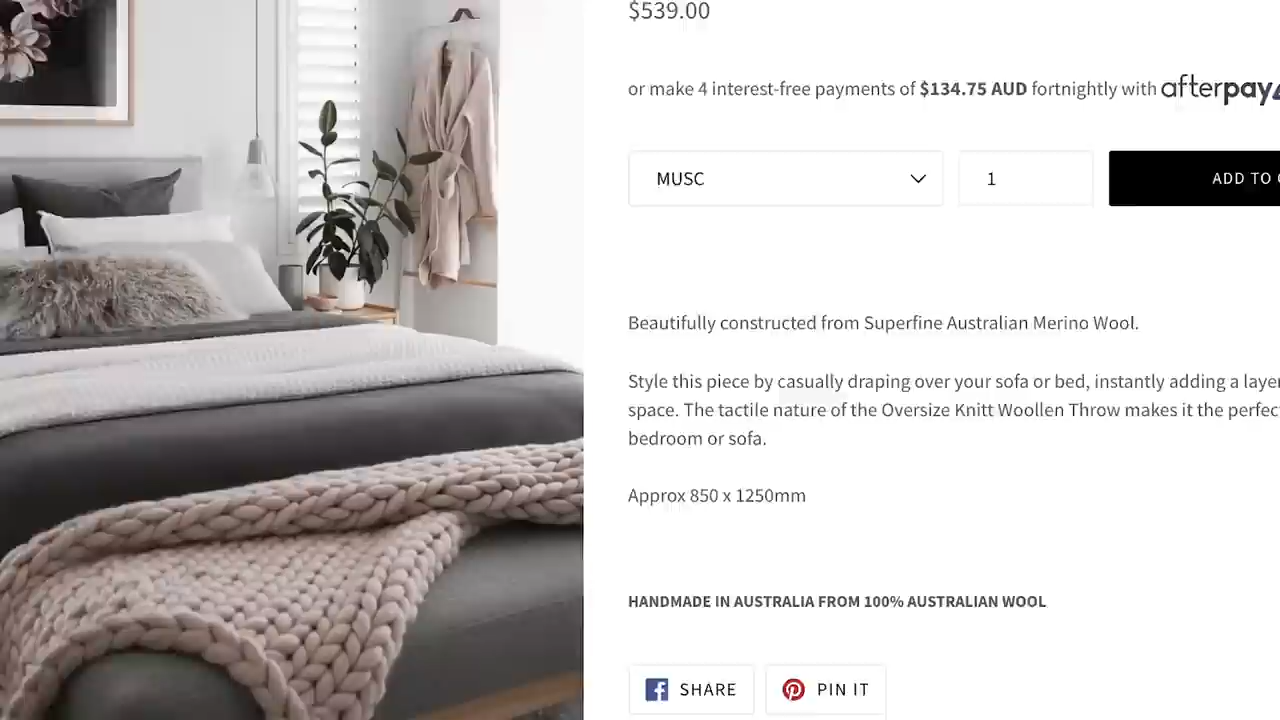 $539.00
or make 4 interest-free payments of $134.75 AUD fortnightly with afterpay
MUSC
1
ADD TO
Beautifully constructed from Superfine Australian Merino Wool.
Style this piece by casually draping over your sofa or bed, instantly adding a layer
space. The tactile nature of the Oversize Knitt Woollen Throw makes it the perfect
bedroom or sofa.
Approx 850 x 1250mm
HANDMADE IN AUSTRALIA FROM 100% AUSTRALIAN WOOL
SHARE
PIN IT